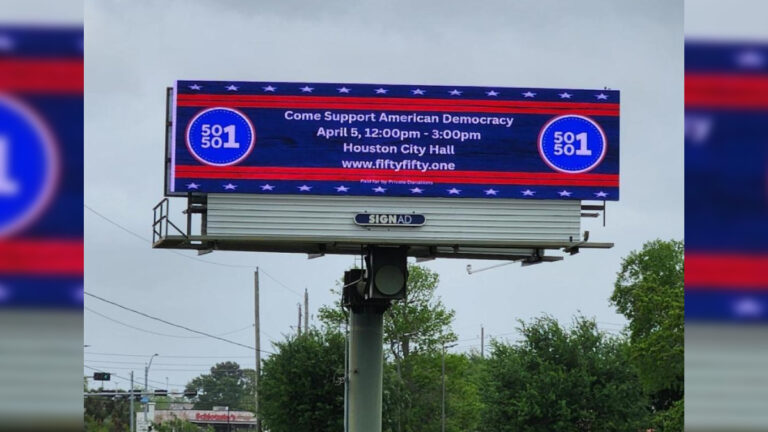 Come Support American Democracy
April 5, 12:00pm - 3:00pm
Houston City Hall
www.fiftyfifty.one
Paid for by Private Donations
50
50 1
50
50 1
SIGNAD